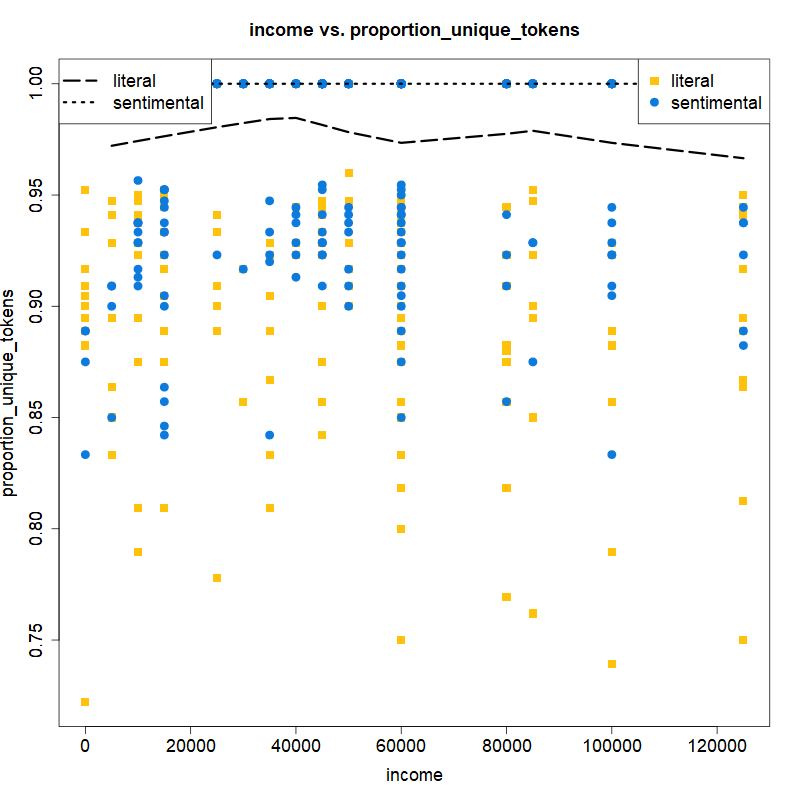 income vs. proportion_unique_tokens
literal
sentimental
literal
sentimental
proportion_unique_tokens
1.00
0.95
0.90
0.85
0.80
0.75
0 20000 40000 60000 80000 100000 120000
income